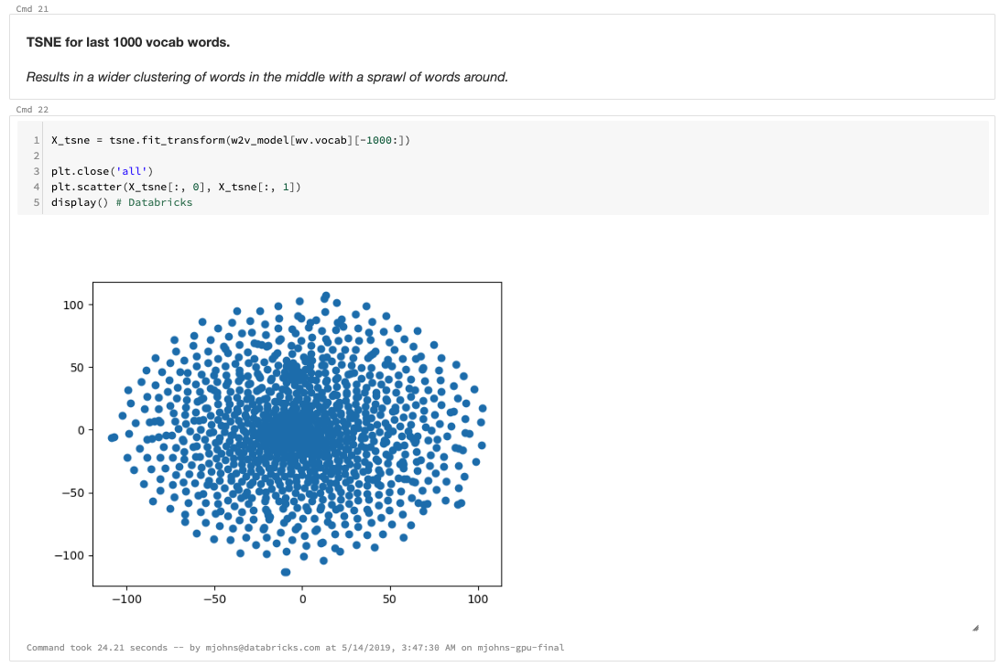 Cmd 21
TSNE for last 1000 vocab words.
Results in a wider clustering of words in the middle with a sprawl of words around.
Cmd 22
1 X_tsne = tsne.fit_transform(w2v_model[wv.vocab][-1000:])
2
3 plt.close('all')
4 plt.scatter(X_tsne[:, 0], X_tsne[:, 1])
5 display() # Databricks
100
50
0
−50
−100
−100 −50 0 50 100
Command took 24.21 seconds -- by mjohns@databricks.com at 5/14/2019, 3:47:30 AM on mjohns-gpu-final